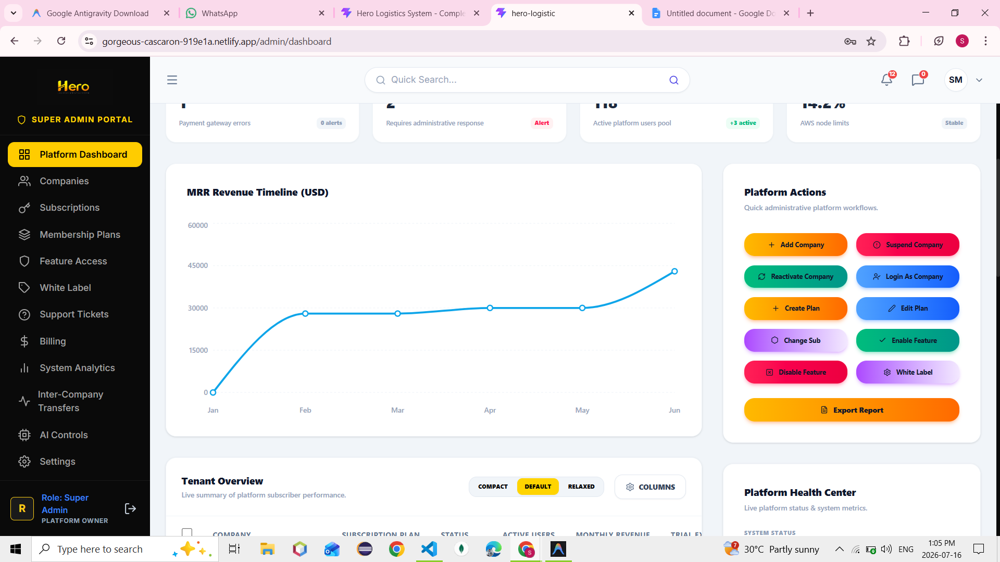 Google Antigravity Download
WhatsApp
Hero Logistics System - Comple
hero-logistic
Untitled document - Google Do
gorgeous-cascaron-919e1a.netlify.app/admin/dashboard
S
Hero
SUPER ADMIN PORTAL
Platform Dashboard
Companies
Subscriptions
Membership Plans
Feature Access
White Label
Support Tickets
Billing
System Analytics
Inter-Company
Transfers
AI Controls
Settings
R
Role: Super
Admin
PLATFORM OWNER
Quick Search...
12
0
SM
1
2
118
14.2%
Payment gateway errors
0 alerts
Requires administrative response
Alert
Active platform users pool
+3 active
AWS node limits
Stable
MRR Revenue Timeline (USD)
60000
45000
30000
15000
0
Jan
Feb
Mar
Apr
May
Jun
Platform Actions
Quick administrative platform workflows.
Add Company
Suspend Company
Reactivate Company
Login As Company
Create Plan
Edit Plan
Change Sub
Enable Feature
Disable Feature
White Label
Export Report
Tenant Overview
Live summary of platform subscriber performance.
COMPACT
DEFAULT
RELAXED
COLUMNS
COMPANY
SUBSCRIPTION PLAN
STATUS
ACTIVE USERS
MONTHLY REVENUE
TRIAL EX
Platform Health Center
Live platform status & system metrics.
SYSTEM STATUS
Type here to search
7
30°C Partly sunny
ENG
1:05 PM
2026-07-16